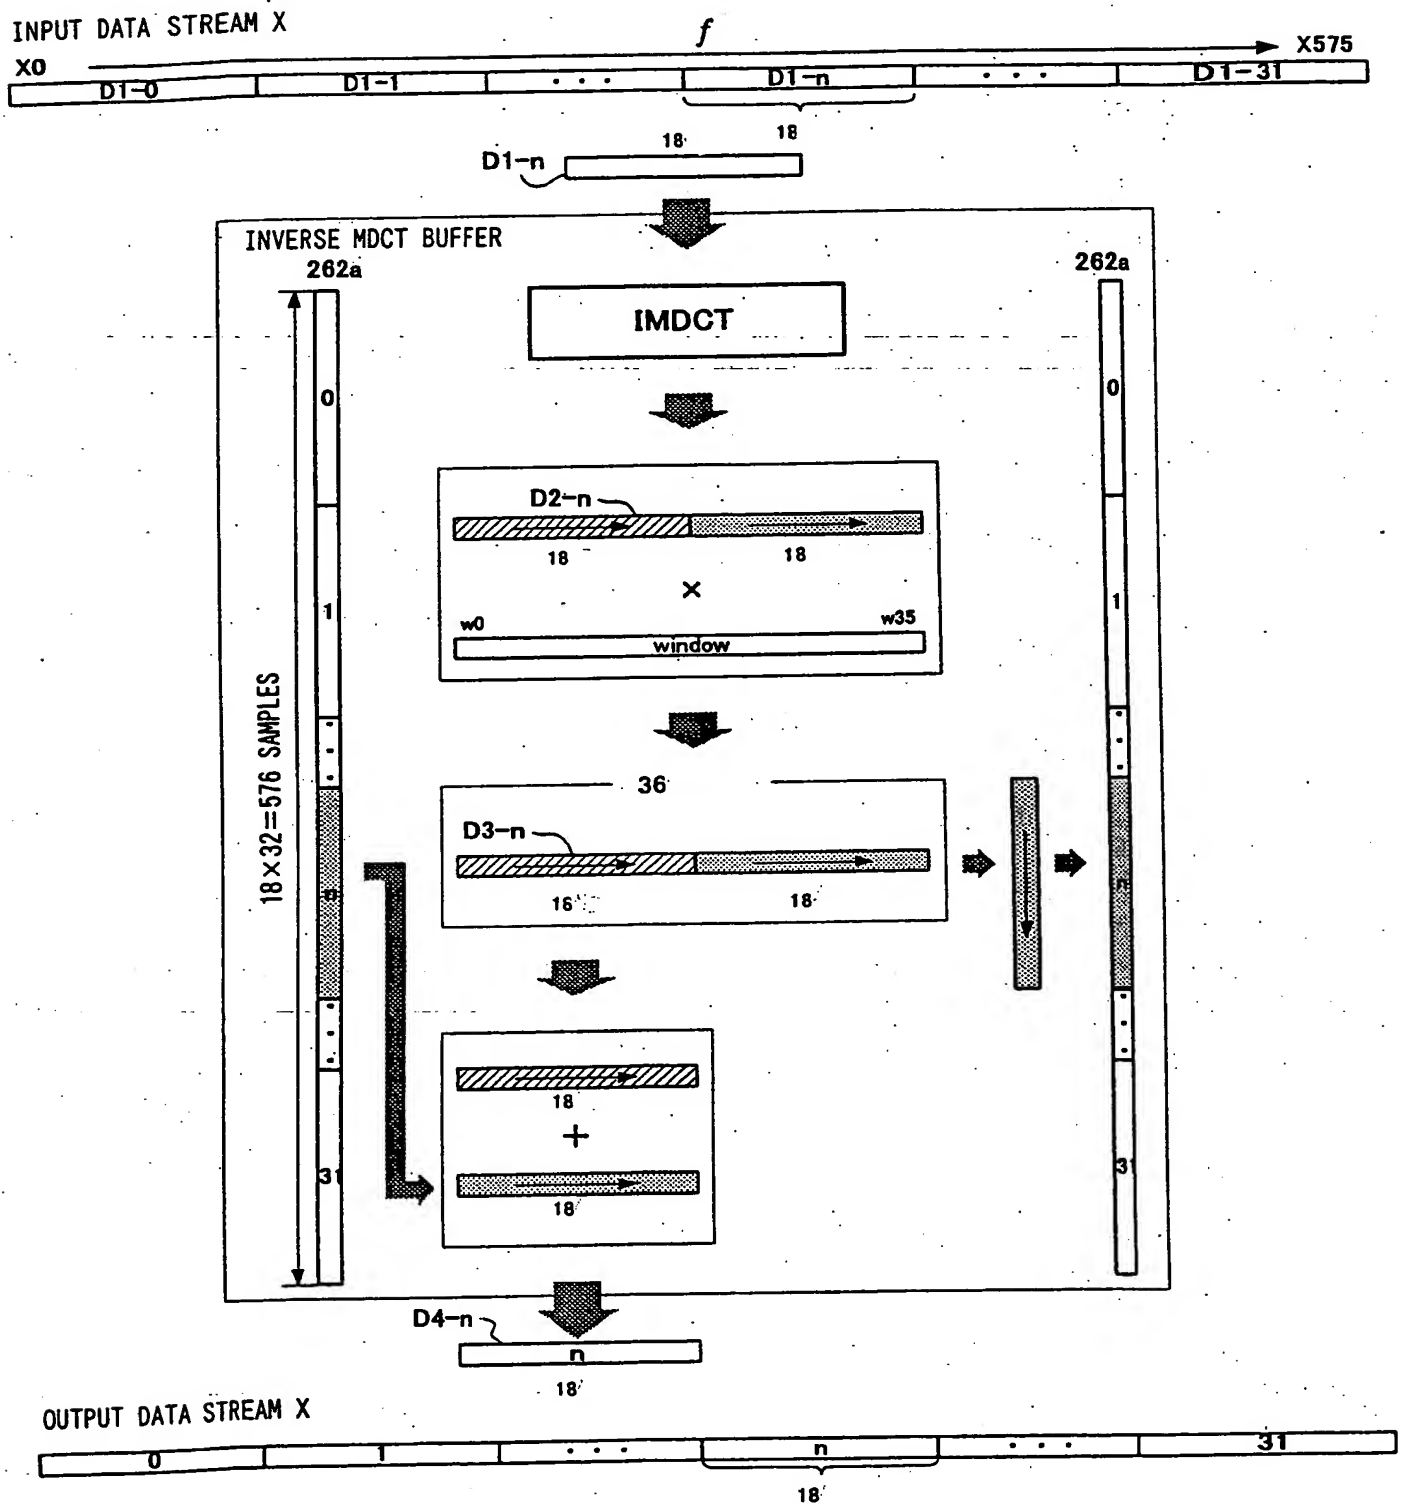 INPUT DATA STREAM X
f
X0
X575
D1-0
D1-1
. . .
D1-n
. . .
D1-31
18
18
D1-n
INVERSE MDCT BUFFER
262a
262a
IMDCT
0
0
D2-n
18
18
×
1
1
w0
w35
window
18×32=576 SAMPLES
36
D3-n
n
n
16
18
18
+
31
31
18
D4-n
n
18
OUTPUT DATA STREAM X
0
1
. . .
n
. . .
31
18